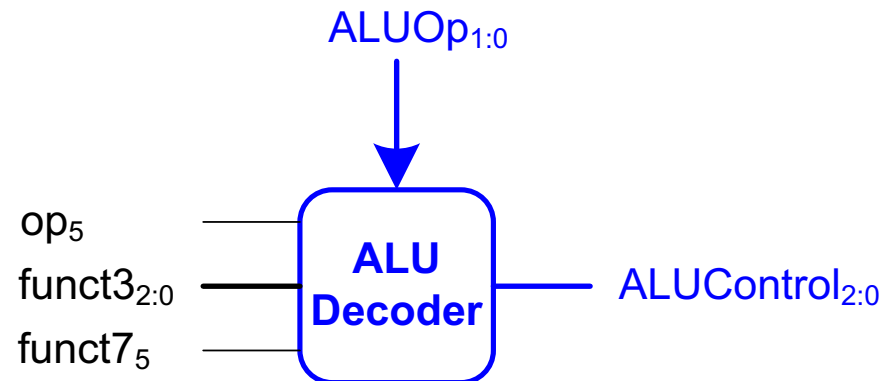 ALUOp1:0
op5
funct32:0
funct75
ALU
Decoder
ALUControl2:0